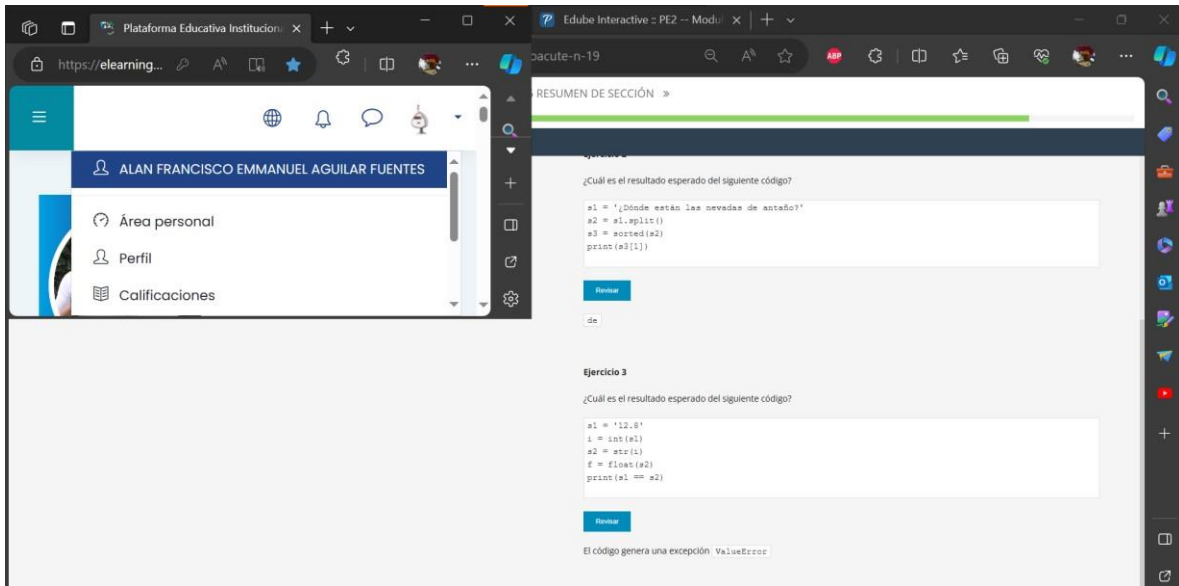 Plataforma Educativa Institucion
https://elearning...
ALAN FRANCISCO EMMANUEL AGUILAR FUENTES
Área personal
Perfil
Calificaciones
Edube Interactive :: PE2 -- Modul
pacute-n-19
ABP
RESUMEN DE SECCIÓN »
¿Cuál es el resultado esperado del siguiente código?
s1 = '¿Dónde están las nevadas de antaño?'
s2 = s1.split()
s3 = sorted(s2)
print(s3[1])
Revisar
de
Ejercicio 3
¿Cuál es el resultado esperado del siguiente código?
s1 = '12.8'
i = int(s1)
s2 = str(i)
f = float(s2)
print(s1 == s2)
Revisar
El código genera una excepción ValueError